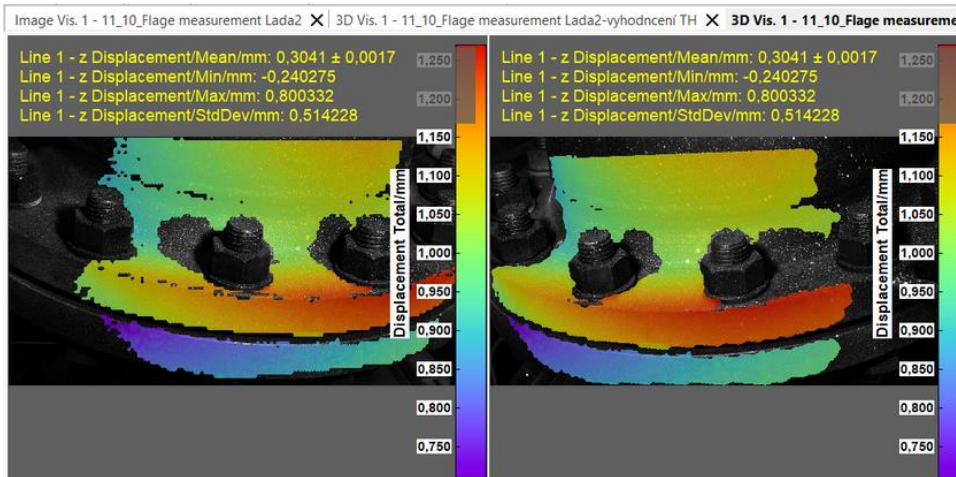 Image Vis. 1 - 11_10_Flage measurement Lada2 X
3D Vis. 1 - 11_10_Flage measurement Lada2-vyhodncení TH X
3D Vis. 1 - 11_10_Flage measureme
Line 1 - z Displacement/Mean/mm: 0,3041 ± 0,0017
Line 1 - z Displacement/Min/mm: -0,240275
Line 1 - z Displacement/Max/mm: 0,800332
Line 1 - z Displacement/StdDev/mm: 0,514228
1,250
1,200
1,150
1,100
1,050
1,000
0,950
0,900
0,850
0,800
0,750
Displacement Total/mm
Line 1 - z Displacement/Mean/mm: 0,3041 ± 0,0017
Line 1 - z Displacement/Min/mm: -0,240275
Line 1 - z Displacement/Max/mm: 0,800332
Line 1 - z Displacement/StdDev/mm: 0,514228
1,250
1,200
1,150
1,100
1,050
1,000
0,950
0,900
0,850
0,800
0,750
Displacement Total/mm